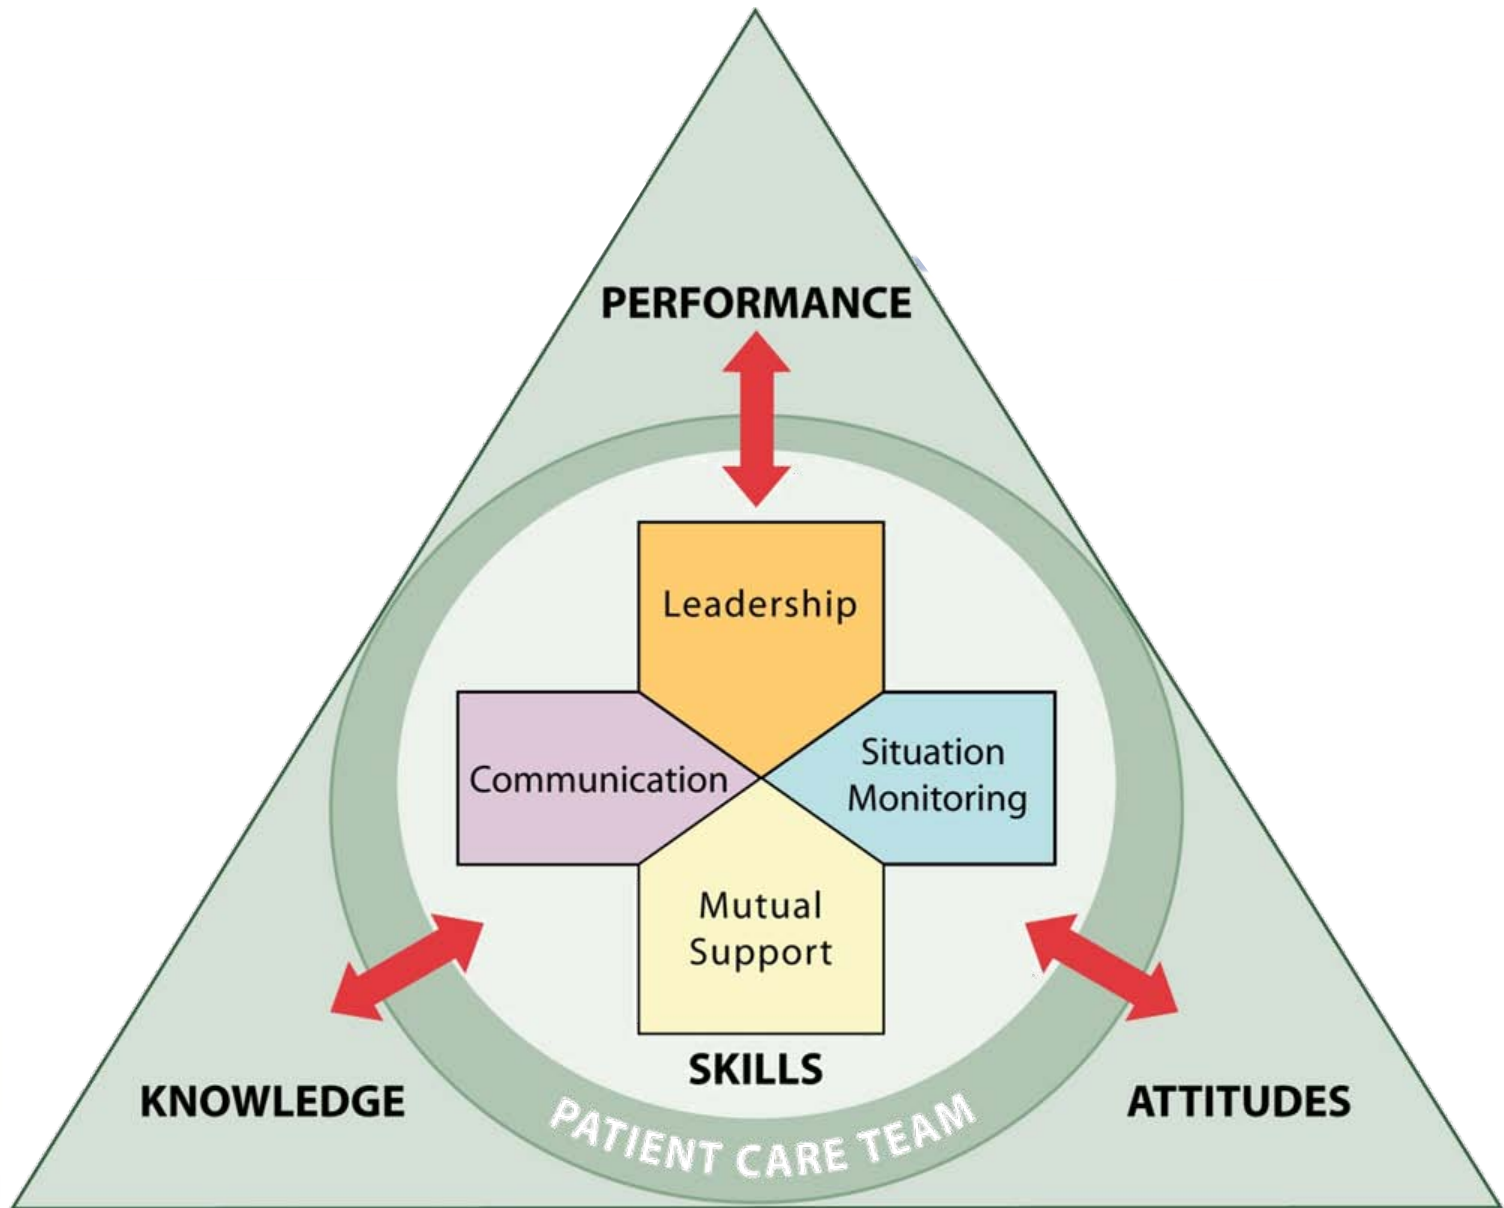 PERFORMANCE
Leadership
Communication
Situation
Monitoring
Mutual
Support
SKILLS
KNOWLEDGE
ATTITUDES
PATIENT CARE TEAM